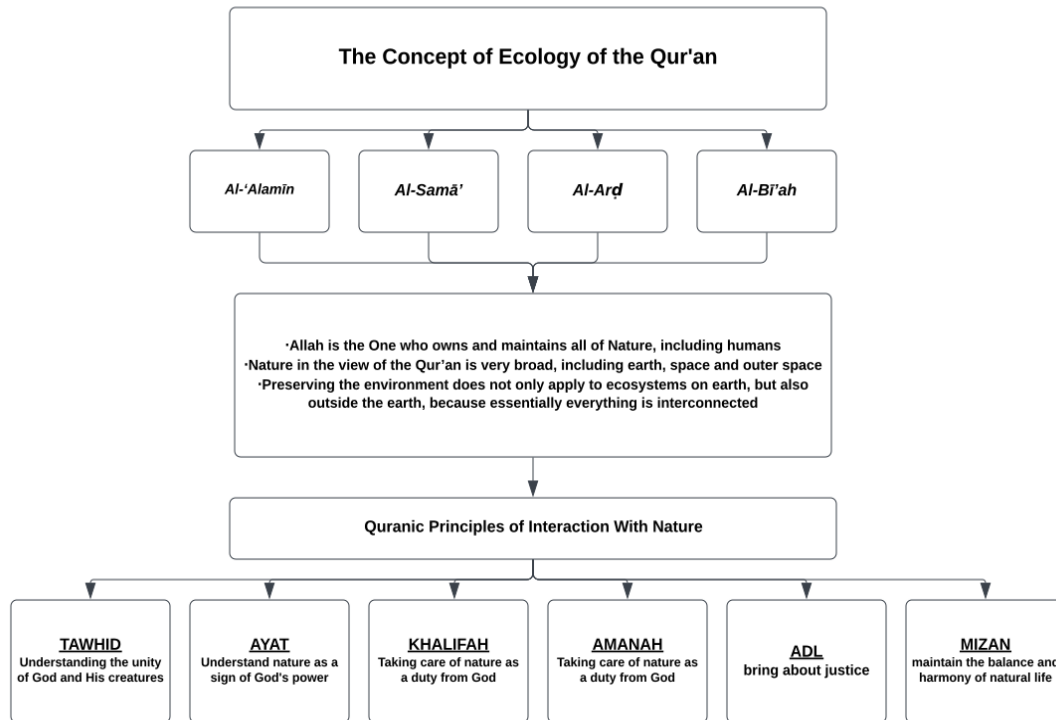 The Concept of Ecology of the Qur'an
Al-‘Alamīn
Al-Samā’
Al-Arḍ
Al-Bī’ah
·Allah is the One who owns and maintains all of Nature, including humans
·Nature in the view of the Qur’an is very broad, including earth, space and outer space
·Preserving the environment does not only apply to ecosystems on earth, but also
outside the earth, because essentially everything is interconnected
Quranic Principles of Interaction With Nature
TAWHID
Understanding the unity
of God and His creatures
AYAT
Understand nature as a
sign of God's power
KHALIFAH
Taking care of nature as
a duty from God
AMANAH
Taking care of nature as
a duty from God
ADL
bring about justice
MIZAN
maintain the balance and
harmony of natural life